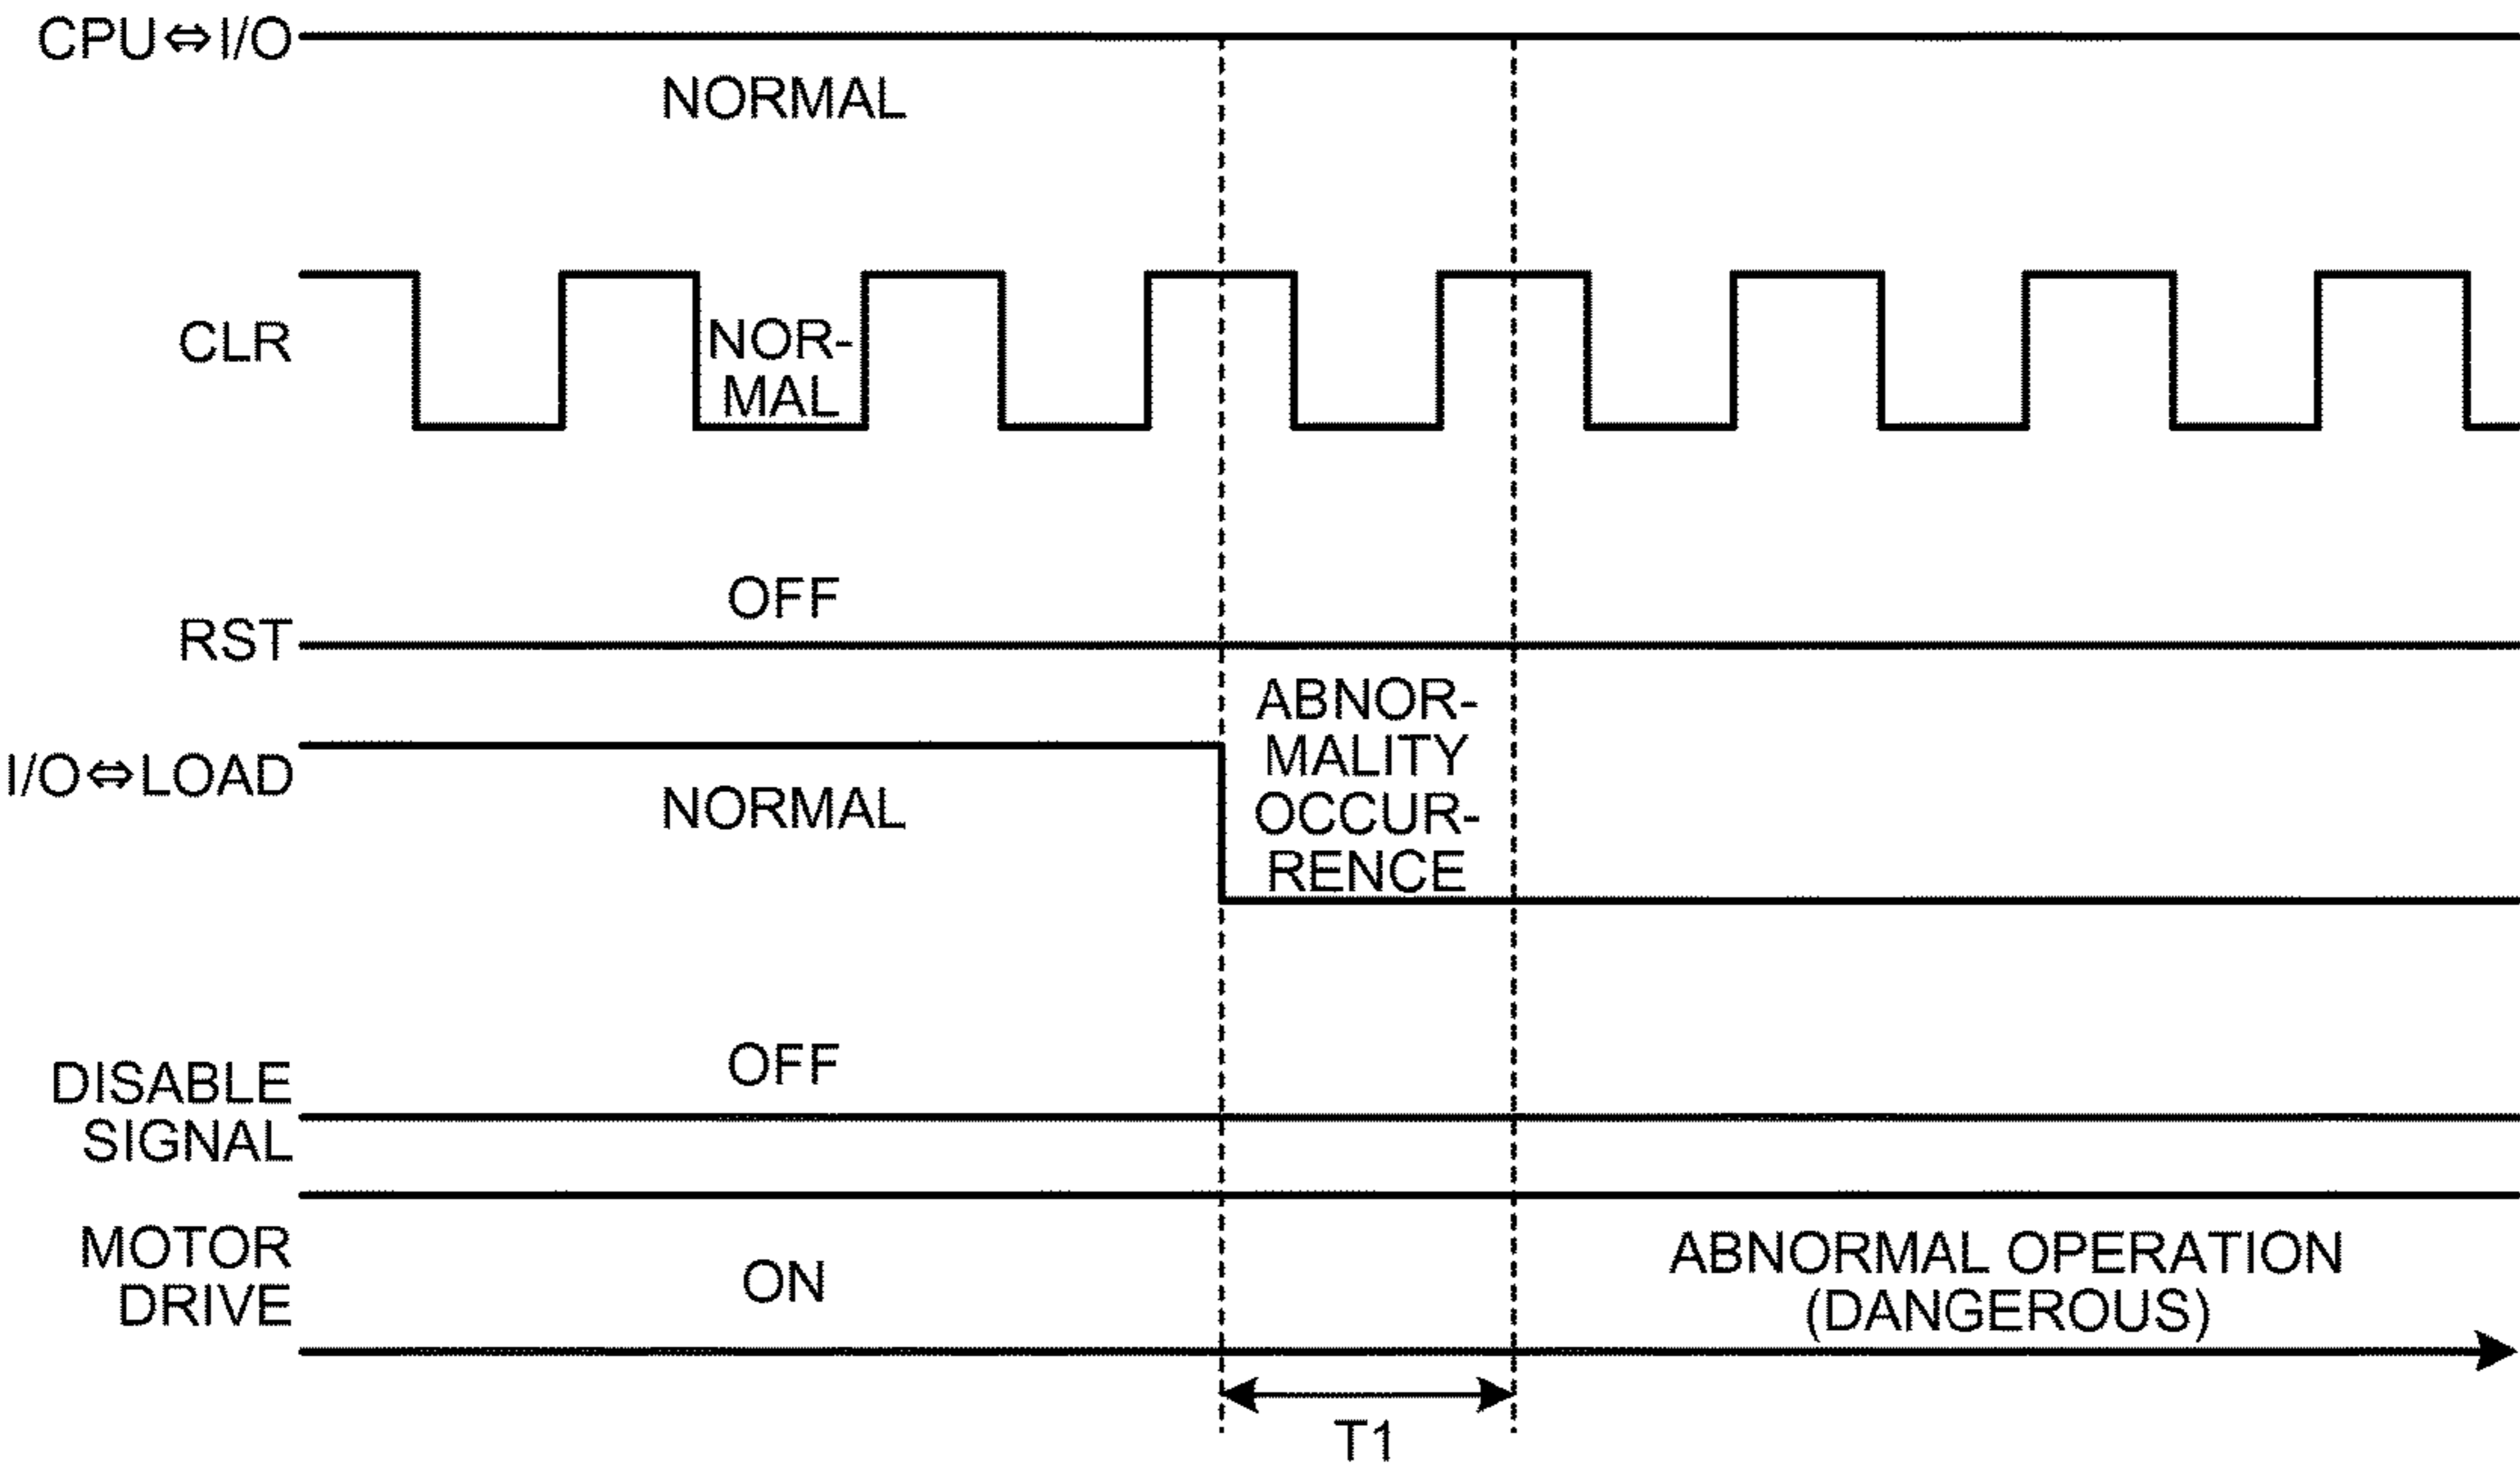 CPU⇔I/O
NORMAL
CLR
NOR-
MAL
OFF
RST
ABNOR-
MALITY
OCCUR-
RENCE
I/O⇔LOAD
NORMAL
OFF
DISABLE
SIGNAL
MOTOR
DRIVE
ON
ABNORMAL OPERATION
(DANGEROUS)
T1